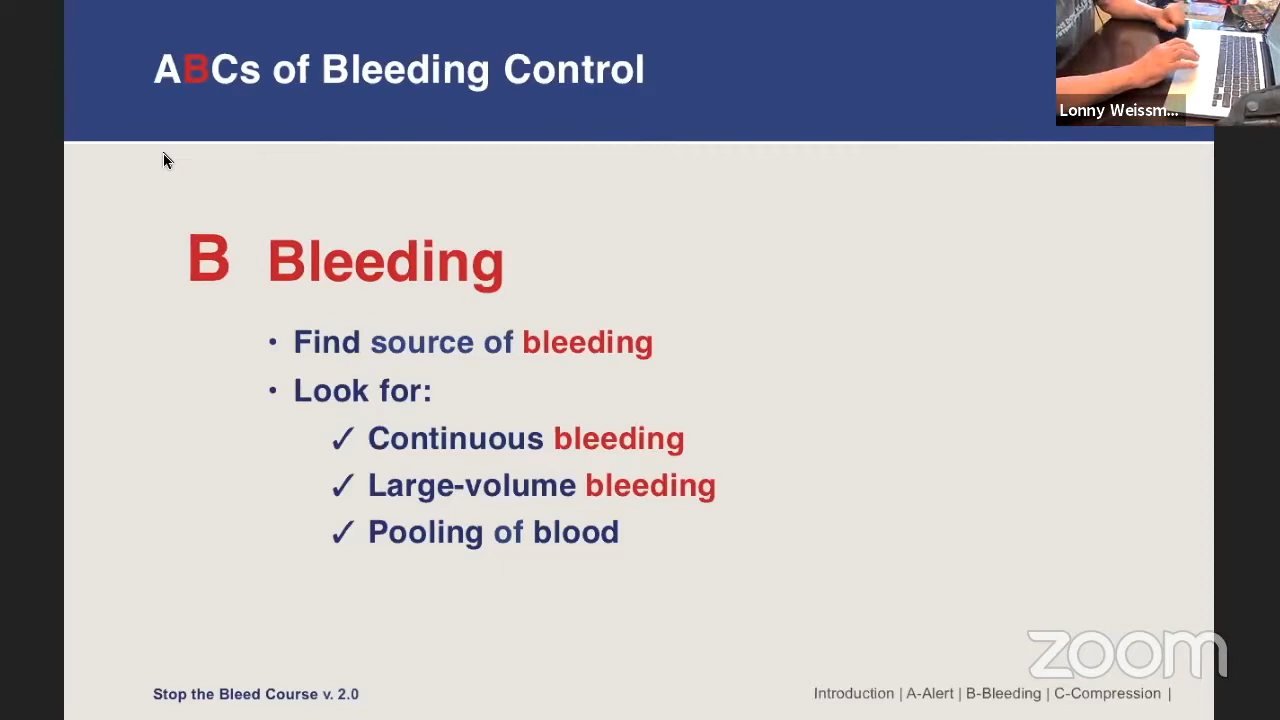 ABCs of Bleeding Control
Lonny Weissm...
B Bleeding
• Find source of bleeding
• Look for:
✓ Continuous bleeding
✓ Large-volume bleeding
✓ Pooling of blood
zoom
Stop the Bleed Course v. 2.0
Introduction | A-Alert | B-Bleeding | C-Compression |